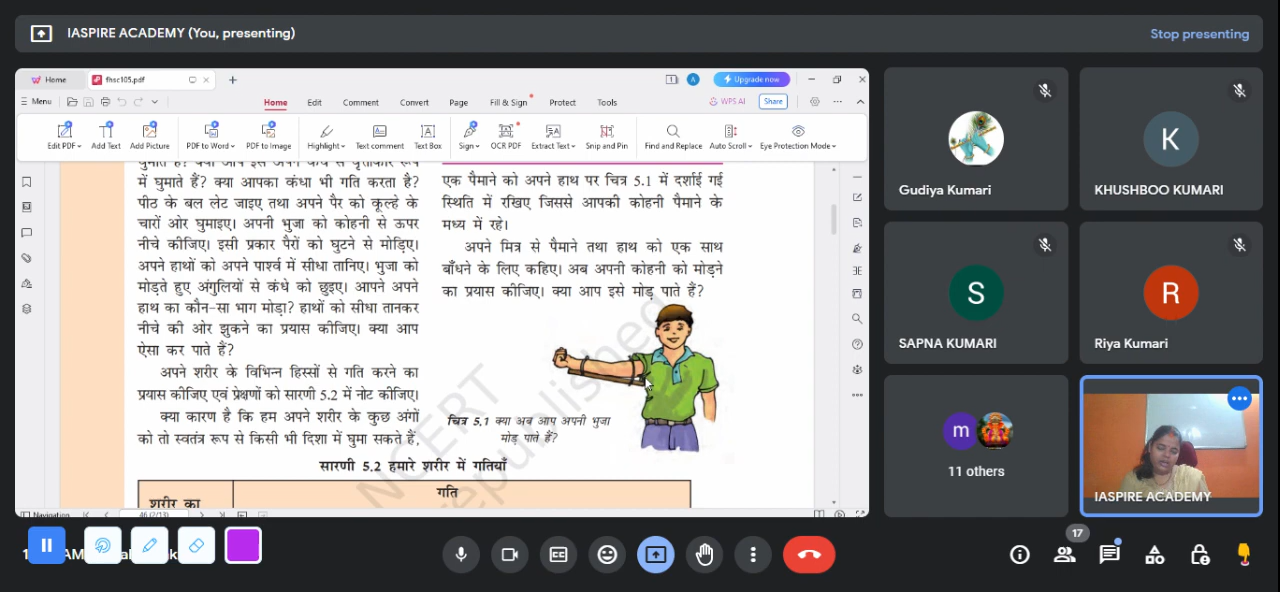 IASPIRE ACADEMY (You, presenting)
Stop presenting
Home
fhsc105.pdf
A
Upgrade now
Menu
Home Edit Comment Convert Page Fill & Sign Protect Tools
WPS AI
Share
Edit PDF
Add Text
Add Picture
PDF to Word
PDF to Image
Highlight
Text comment
Text Box
Sign
OCR PDF
Extract Text
Snip and Pin
Find and Replace
Auto Scroll
Eye Protection Mode
में घुमाते हैं? क्या आपका कंधा भी गति करता है?
पीठ के बल लेट जाइए तथा अपने पैर को कूल्हे के
चारों ओर घुमाइए। अपनी भुजा को कोहनी से ऊपर
नीचे कीजिए। इसी प्रकार पैरों को घुटने से मोड़िए।
अपने हाथों को अपने पार्श्व में सीधा तानिए। भुजा को
मोड़ते हुए अंगुलियों से कंधे को छुइए। आपने अपने
हाथ का कौन-सा भाग मोड़ा? हाथों को सीधा तानकर
नीचे की ओर झुकने का प्रयास कीजिए। क्या आप
ऐसा कर पाते हैं?
अपने शरीर के विभिन्न हिस्सों से गति करने का
प्रयास कीजिए एवं प्रेक्षणों को सारणी 5.2 में नोट कीजिए।
क्या कारण है कि हम अपने शरीर के कुछ अंगों
को तो स्वतंत्र रूप से किसी भी दिशा में घुमा सकते हैं,
एक पैमाने को अपने हाथ पर चित्र 5.1 में दर्शाई गई
स्थिति में रखिए जिससे आपकी कोहनी पैमाने के
मध्य में रहे।
अपने मित्र से पैमाने तथा हाथ को एक साथ
बाँधने के लिए कहिए। अब अपनी कोहनी को मोड़ने
का प्रयास कीजिए। क्या आप इसे मोड़ पाते हैं?
चित्र 5.1 क्या अब आप अपनी भुजा
मोड़ पाते हैं?
NCERT
republished
सारणी 5.2 हमारे शरीर में गतियाँ
शरीर का
गति
Navigation
46 (2/13)
Gudiya Kumari
K
KHUSHBOO KUMARI
S
SAPNA KUMARI
R
Riya Kumari
m
11 others
IASPIRE ACADEMY
17